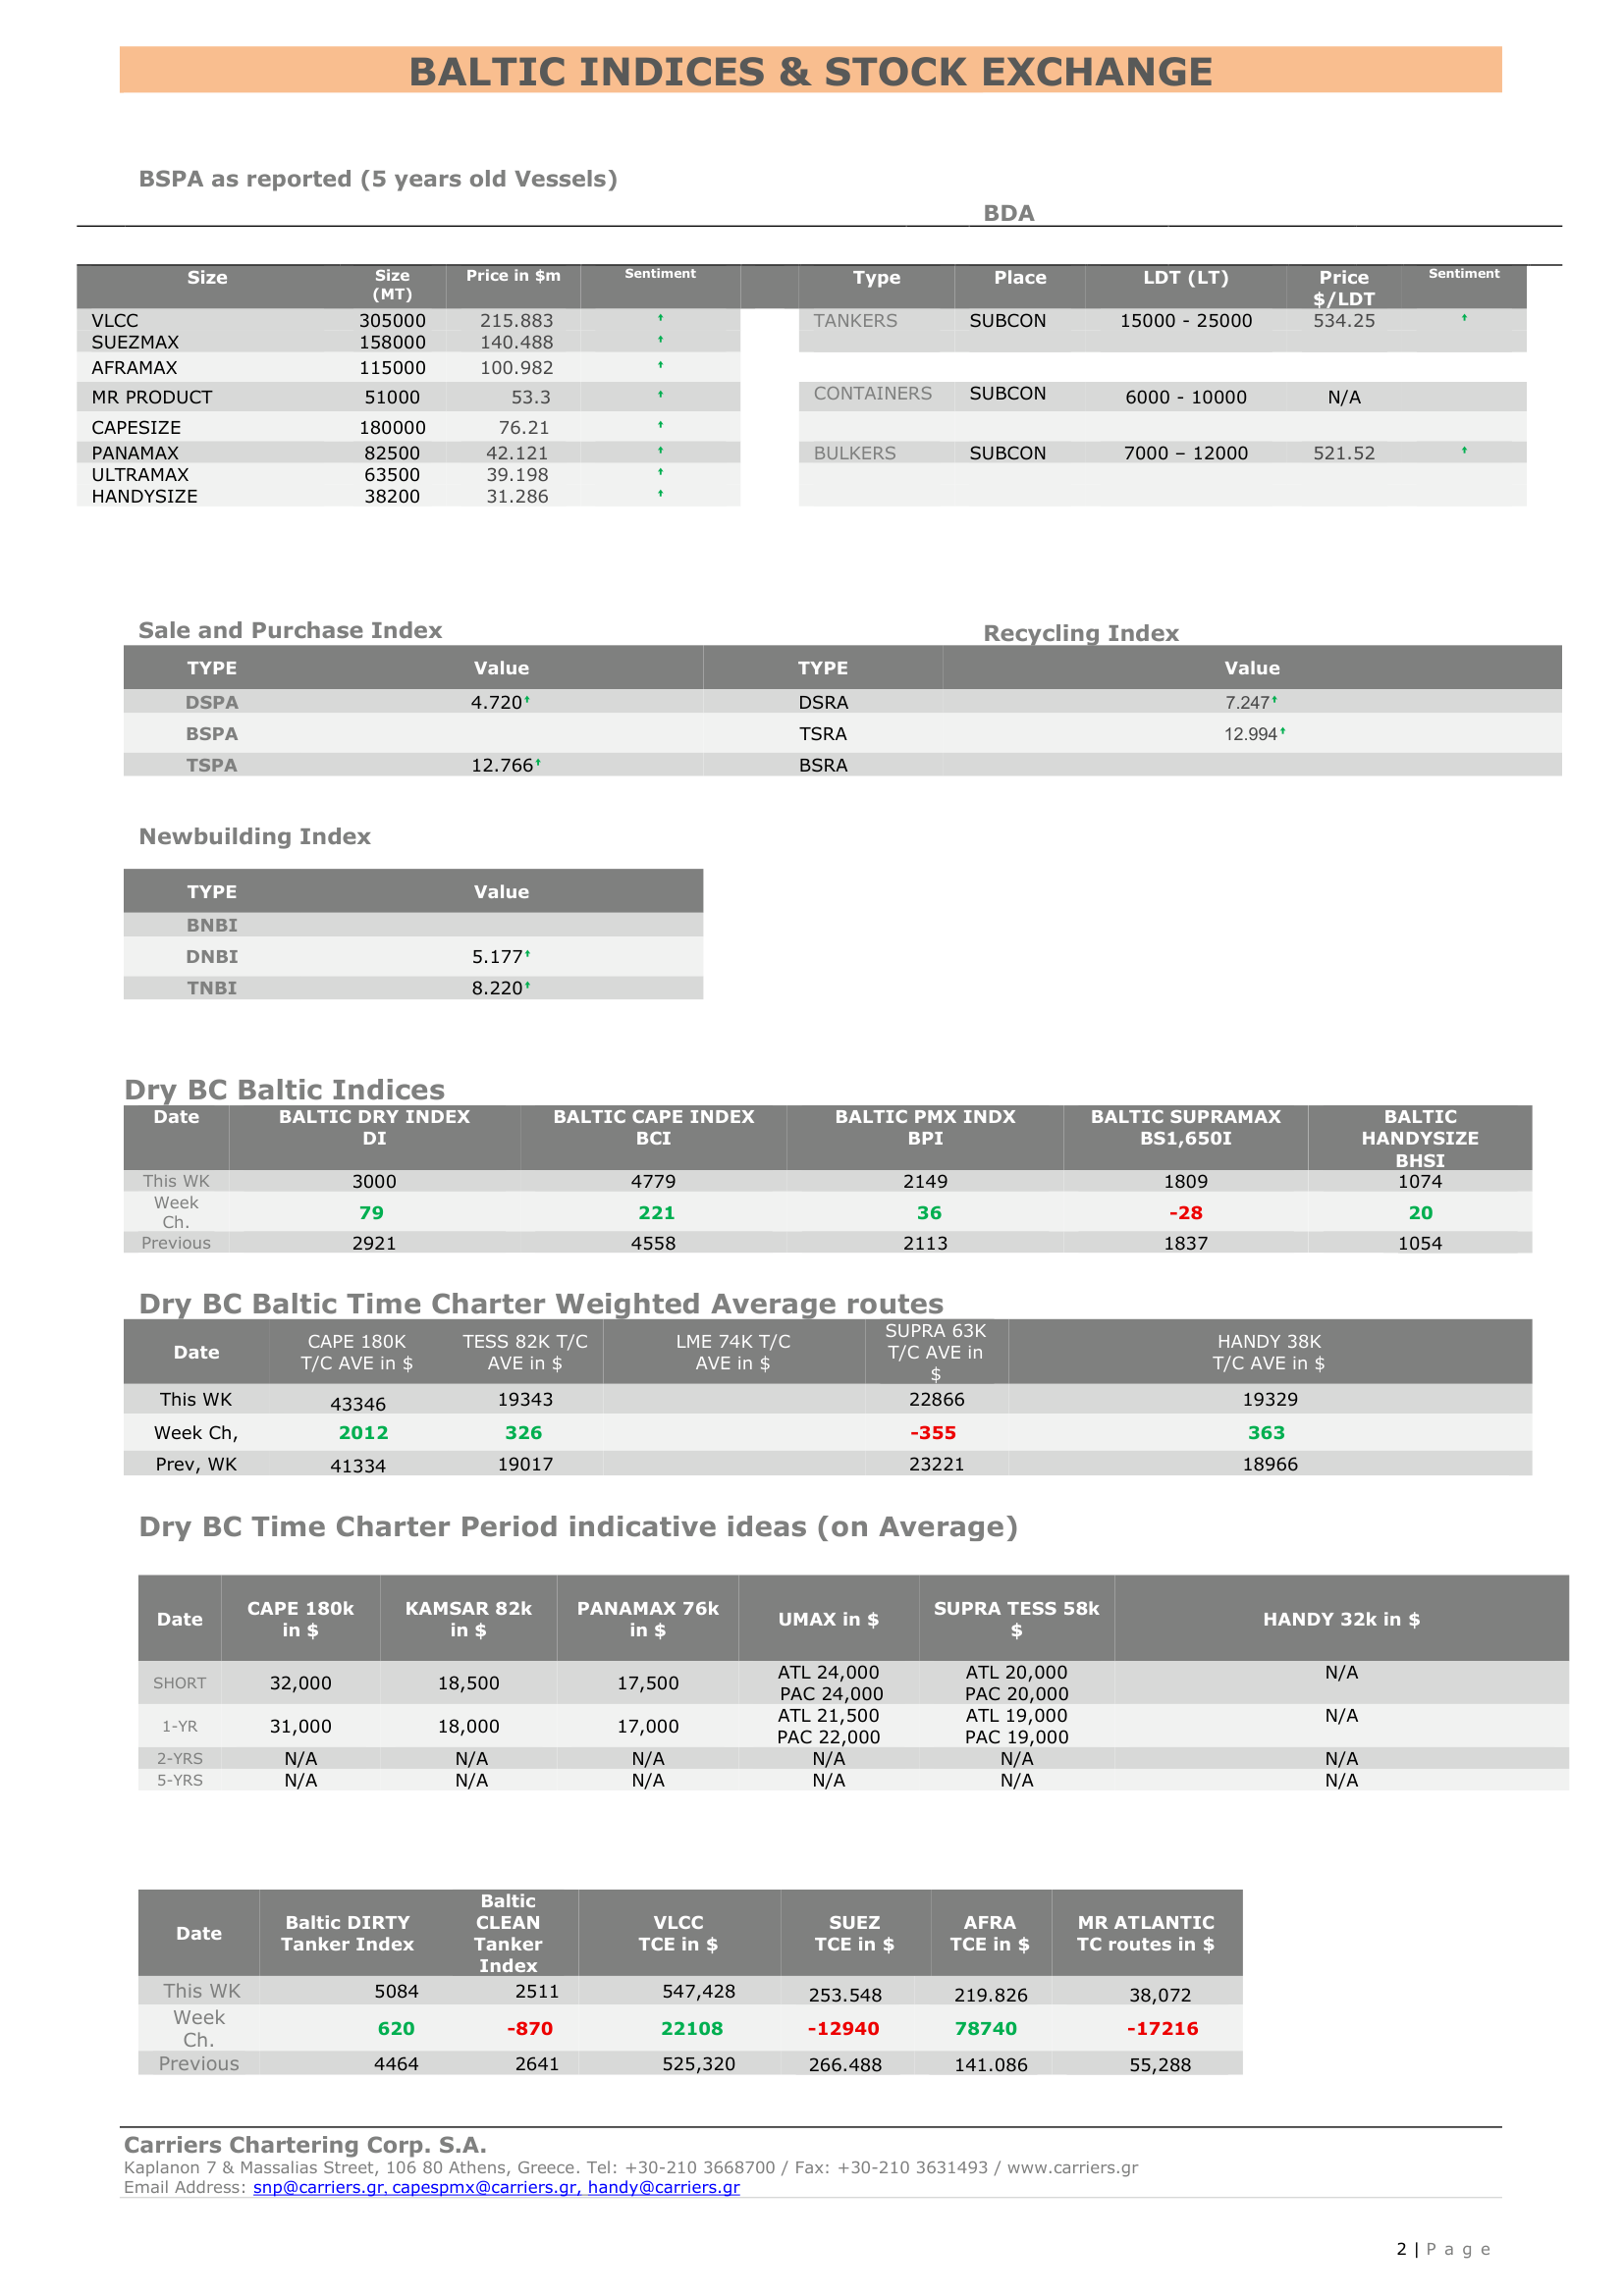 BALTIC INDICES & STOCK EXCHANGE
BSPA as reported (5 years old Vessels)
BDA
Size Size (MT) Price in $m Sentiment Type Place LDT (LT) Price $/LDT Sentiment
VLCC 305000 215.883 ↑ TANKERS SUBCON 15000 - 25000 534.25 ↑
SUEZMAX 158000 140.488 ↑
AFRAMAX 115000 100.982 ↑
MR PRODUCT 51000 53.3 ↑ CONTAINERS SUBCON 6000 - 10000 N/A
CAPESIZE 180000 76.21 ↑
PANAMAX 82500 42.121 ↑ BULKERS SUBCON 7000 – 12000 521.52 ↑
ULTRAMAX 63500 39.198 ↑
HANDYSIZE 38200 31.286 ↑
Sale and Purchase Index Recycling Index
TYPE Value TYPE Value
DSPA 4.720↑ DSRA 7.247↑
BSPA TSRA 12.994↑
TSPA 12.766↑ BSRA
Newbuilding Index
TYPE Value
BNBI
DNBI 5.177↑
TNBI 8.220↑
Dry BC Baltic Indices
Date BALTIC DRY INDEX DI BALTIC CAPE INDEX BCI BALTIC PMX INDX BPI BALTIC SUPRAMAX BS1,650I BALTIC HANDYSIZE BHSI
This WK 3000 4779 2149 1809 1074
Week Ch. 79 221 36 -28 20
Previous 2921 4558 2113 1837 1054
Dry BC Baltic Time Charter Weighted Average routes
Date CAPE 180K T/C AVE in $ TESS 82K T/C AVE in $ LME 74K T/C AVE in $ SUPRA 63K T/C AVE in $ HANDY 38K T/C AVE in $
This WK 43346 19343 22866 19329
Week Ch, 2012 326 -355 363
Prev, WK 41334 19017 23221 18966
Dry BC Time Charter Period indicative ideas (on Average)
Date CAPE 180k in $ KAMSAR 82k in $ PANAMAX 76k in $ UMAX in $ SUPRA TESS 58k $ HANDY 32k in $
SHORT 32,000 18,500 17,500 ATL 24,000 PAC 24,000 ATL 20,000 PAC 20,000 N/A
1-YR 31,000 18,000 17,000 ATL 21,500 PAC 22,000 ATL 19,000 PAC 19,000 N/A
2-YRS N/A N/A N/A N/A N/A N/A
5-YRS N/A N/A N/A N/A N/A N/A
Date Baltic DIRTY Tanker Index Baltic CLEAN Tanker Index VLCC TCE in $ SUEZ TCE in $ AFRA TCE in $ MR ATLANTIC TC routes in $
This WK 5084 2511 547,428 253.548 219.826 38,072
Week Ch. 620 -870 22108 -12940 78740 -17216
Previous 4464 2641 525,320 266.488 141.086 55,288
Carriers Chartering Corp. S.A.
Kaplanon 7 & Massalias Street, 106 80 Athens, Greece. Tel: +30-210 3668700 / Fax: +30-210 3631493 / www.carriers.gr
Email Address: snp@carriers.gr, capespmx@carriers.gr, handy@carriers.gr
2 | Page